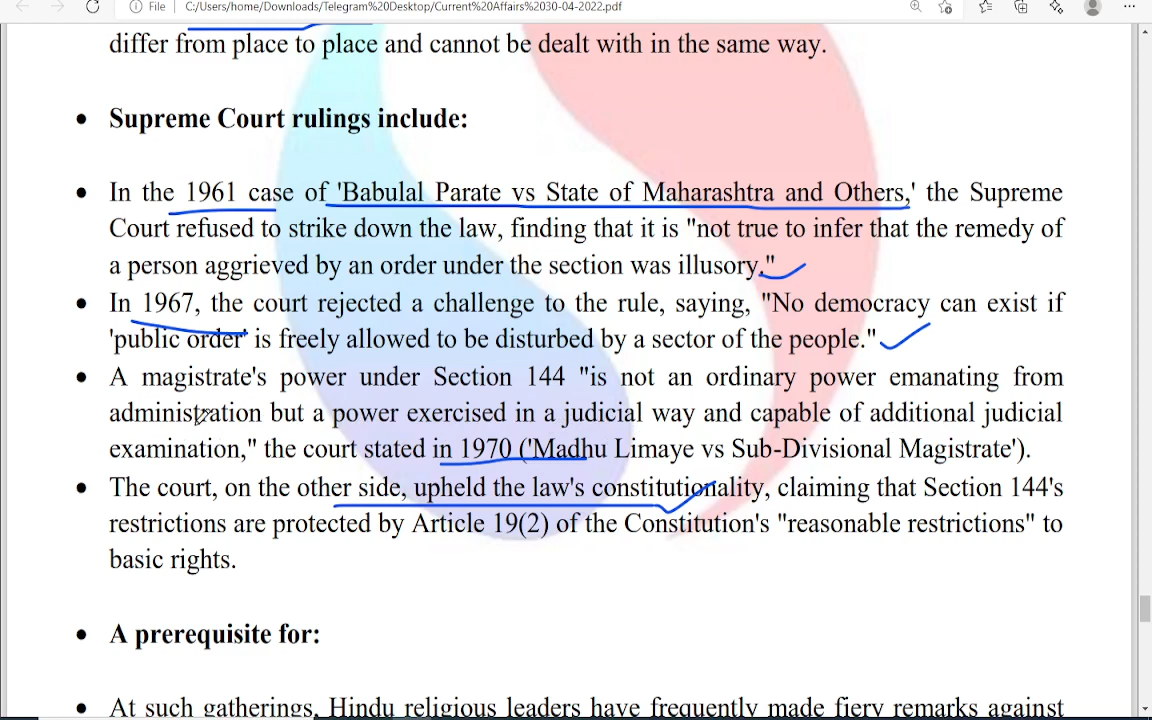 File C:/Users/home/Downloads/Telegram%20Desktop/Current%20Affairs%2030-04-2022.pdf
differ from place to place and cannot be dealt with in the same way.
• Supreme Court rulings include:
• In the 1961 case of 'Babulal Parate vs State of Maharashtra and Others,' the Supreme
Court refused to strike down the law, finding that it is "not true to infer that the remedy of
a person aggrieved by an order under the section was illusory."
• In 1967, the court rejected a challenge to the rule, saying, "No democracy can exist if
'public order' is freely allowed to be disturbed by a sector of the people."
• A magistrate's power under Section 144 "is not an ordinary power emanating from
administration but a power exercised in a judicial way and capable of additional judicial
examination," the court stated in 1970 ('Madhu Limaye vs Sub-Divisional Magistrate').
• The court, on the other side, upheld the law's constitutionality, claiming that Section 144's
restrictions are protected by Article 19(2) of the Constitution's "reasonable restrictions" to
basic rights.
• A prerequisite for:
• At such gatherings, Hindu religious leaders have frequently made fiery remarks against